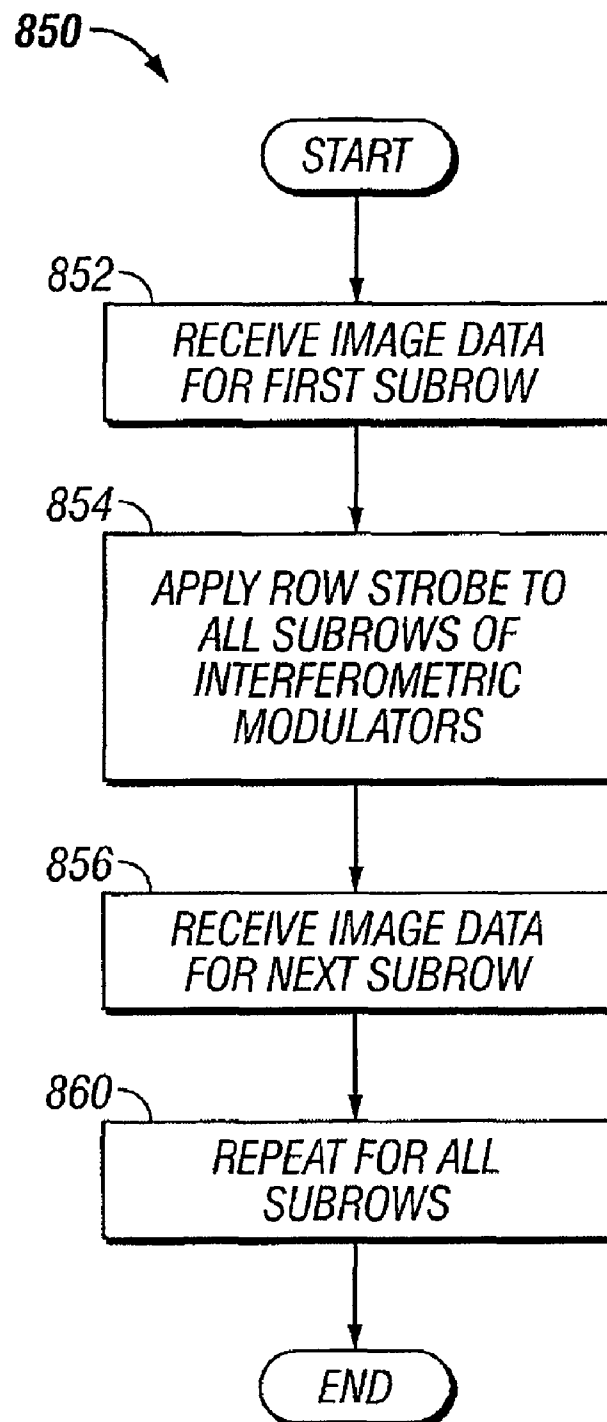 850
START
852
RECEIVE IMAGE DATA
FOR FIRST SUBROW
854
APPLY ROW STROBE TO
ALL SUBROWS OF
INTERFEROMETRIC
MODULATORS
856
RECEIVE IMAGE DATA
FOR NEXT SUBROW
860
REPEAT FOR ALL
SUBROWS
END